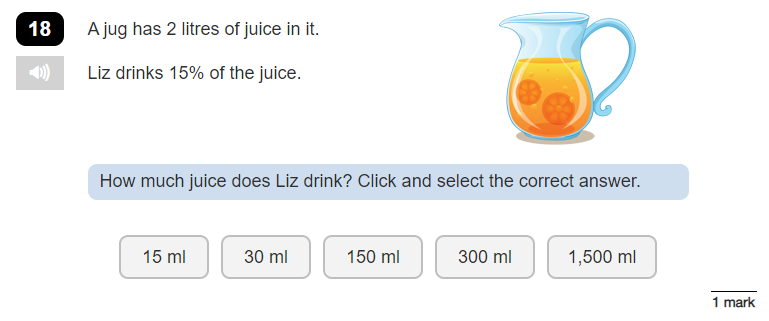 18 A jug has 2 litres of juice in it.
Liz drinks 15% of the juice.
How much juice does Liz drink? Click and select the correct answer.
15 ml 30 ml 150 ml 300 ml 1,500 ml
1 mark